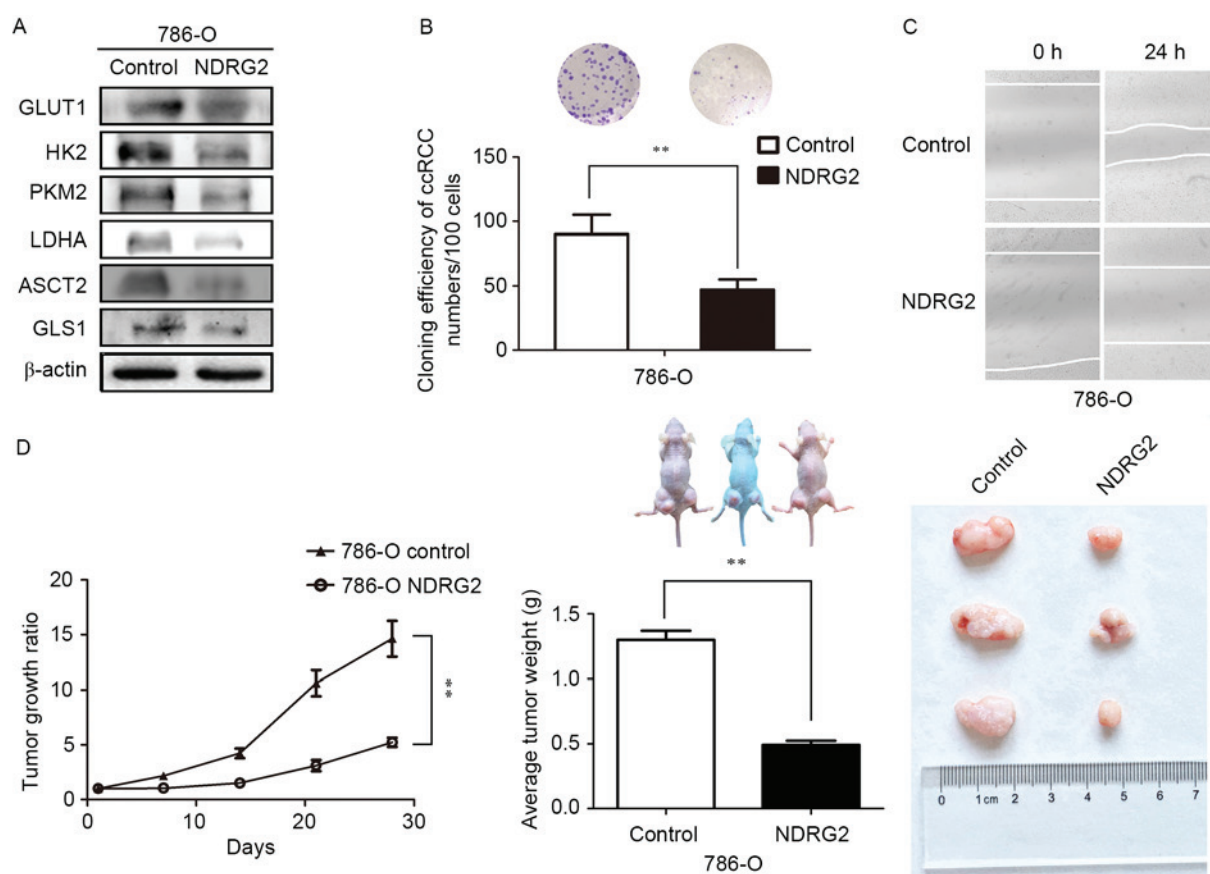 A
786-O
Control NDRG2
GLUT1
HK2
PKM2
LDHA
ASCT2
GLS1
β-actin
B
Control
NDRG2
**
150
100
50
0
Cloning efficiency of ccRCC
numbers/100 cells
786-O
C
0 h 24 h
Control
NDRG2
786-O
D
786-O control
786-O NDRG2
20
15
10
5
0
Tumor growth ratio
**
0 10 20 30
Days
**
1.5
1.0
0.5
0.0
Average tumor weight (g)
Control NDRG2
786-O
Control NDRG2
0 1 cm 2 3 4 5 6 7